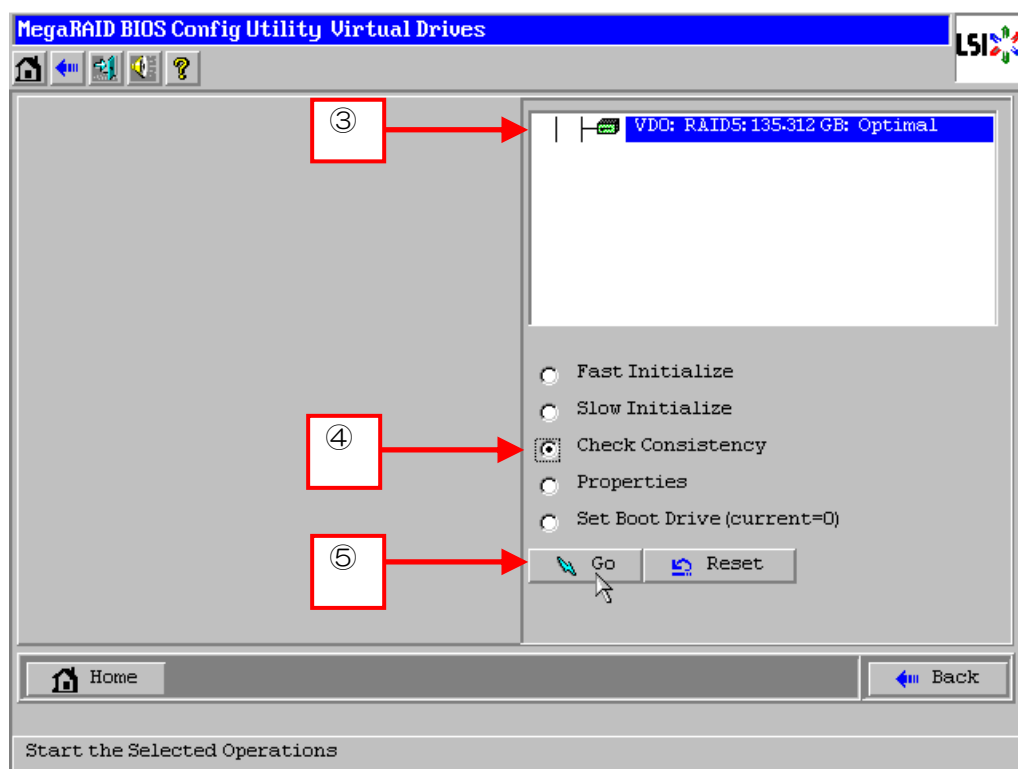 MegaRAID BIOS Config Utility Virtual Drives
LSI
?
③
VD0: RAID5: 135.312 GB: Optimal
Fast Initialize
Slow Initialize
④
Check Consistency
Properties
Set Boot Drive (current=0)
⑤
Go
Reset
Home
Back
Start the Selected Operations